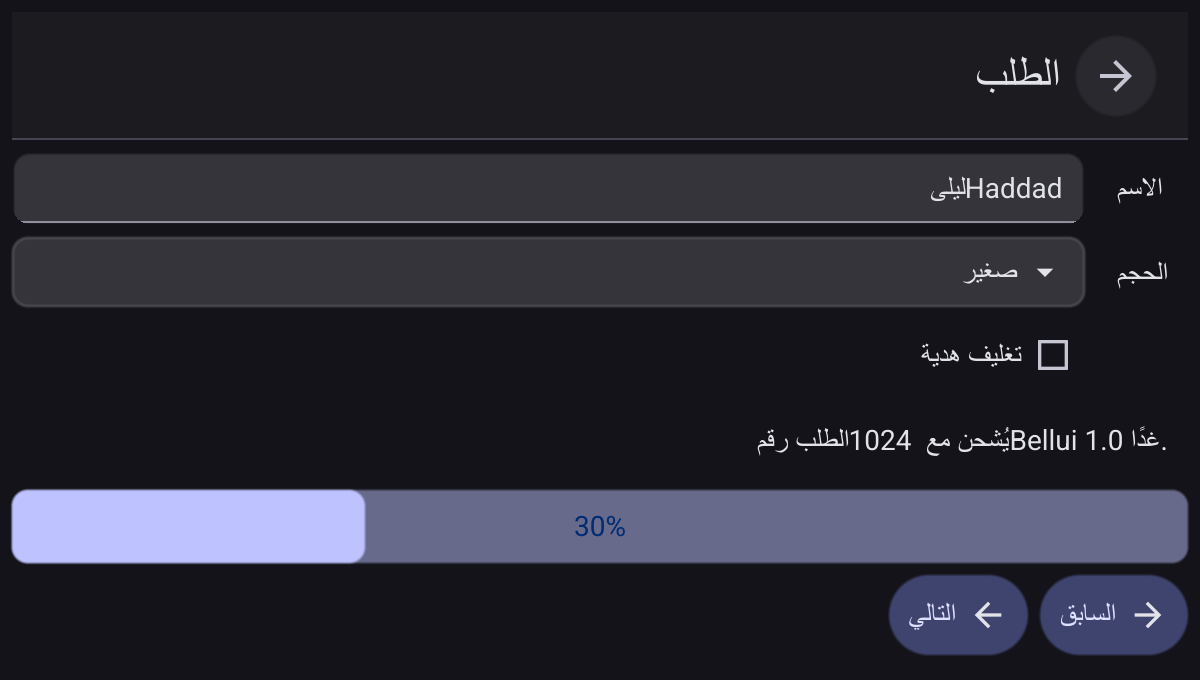 الطلب
الاسم
ليلى Haddad
الحجم
صغير
تغليف هدية
الطلب رقم 1024 يُشحن مع Bellui 1.0 غدًا.
30%
السابق
التالي